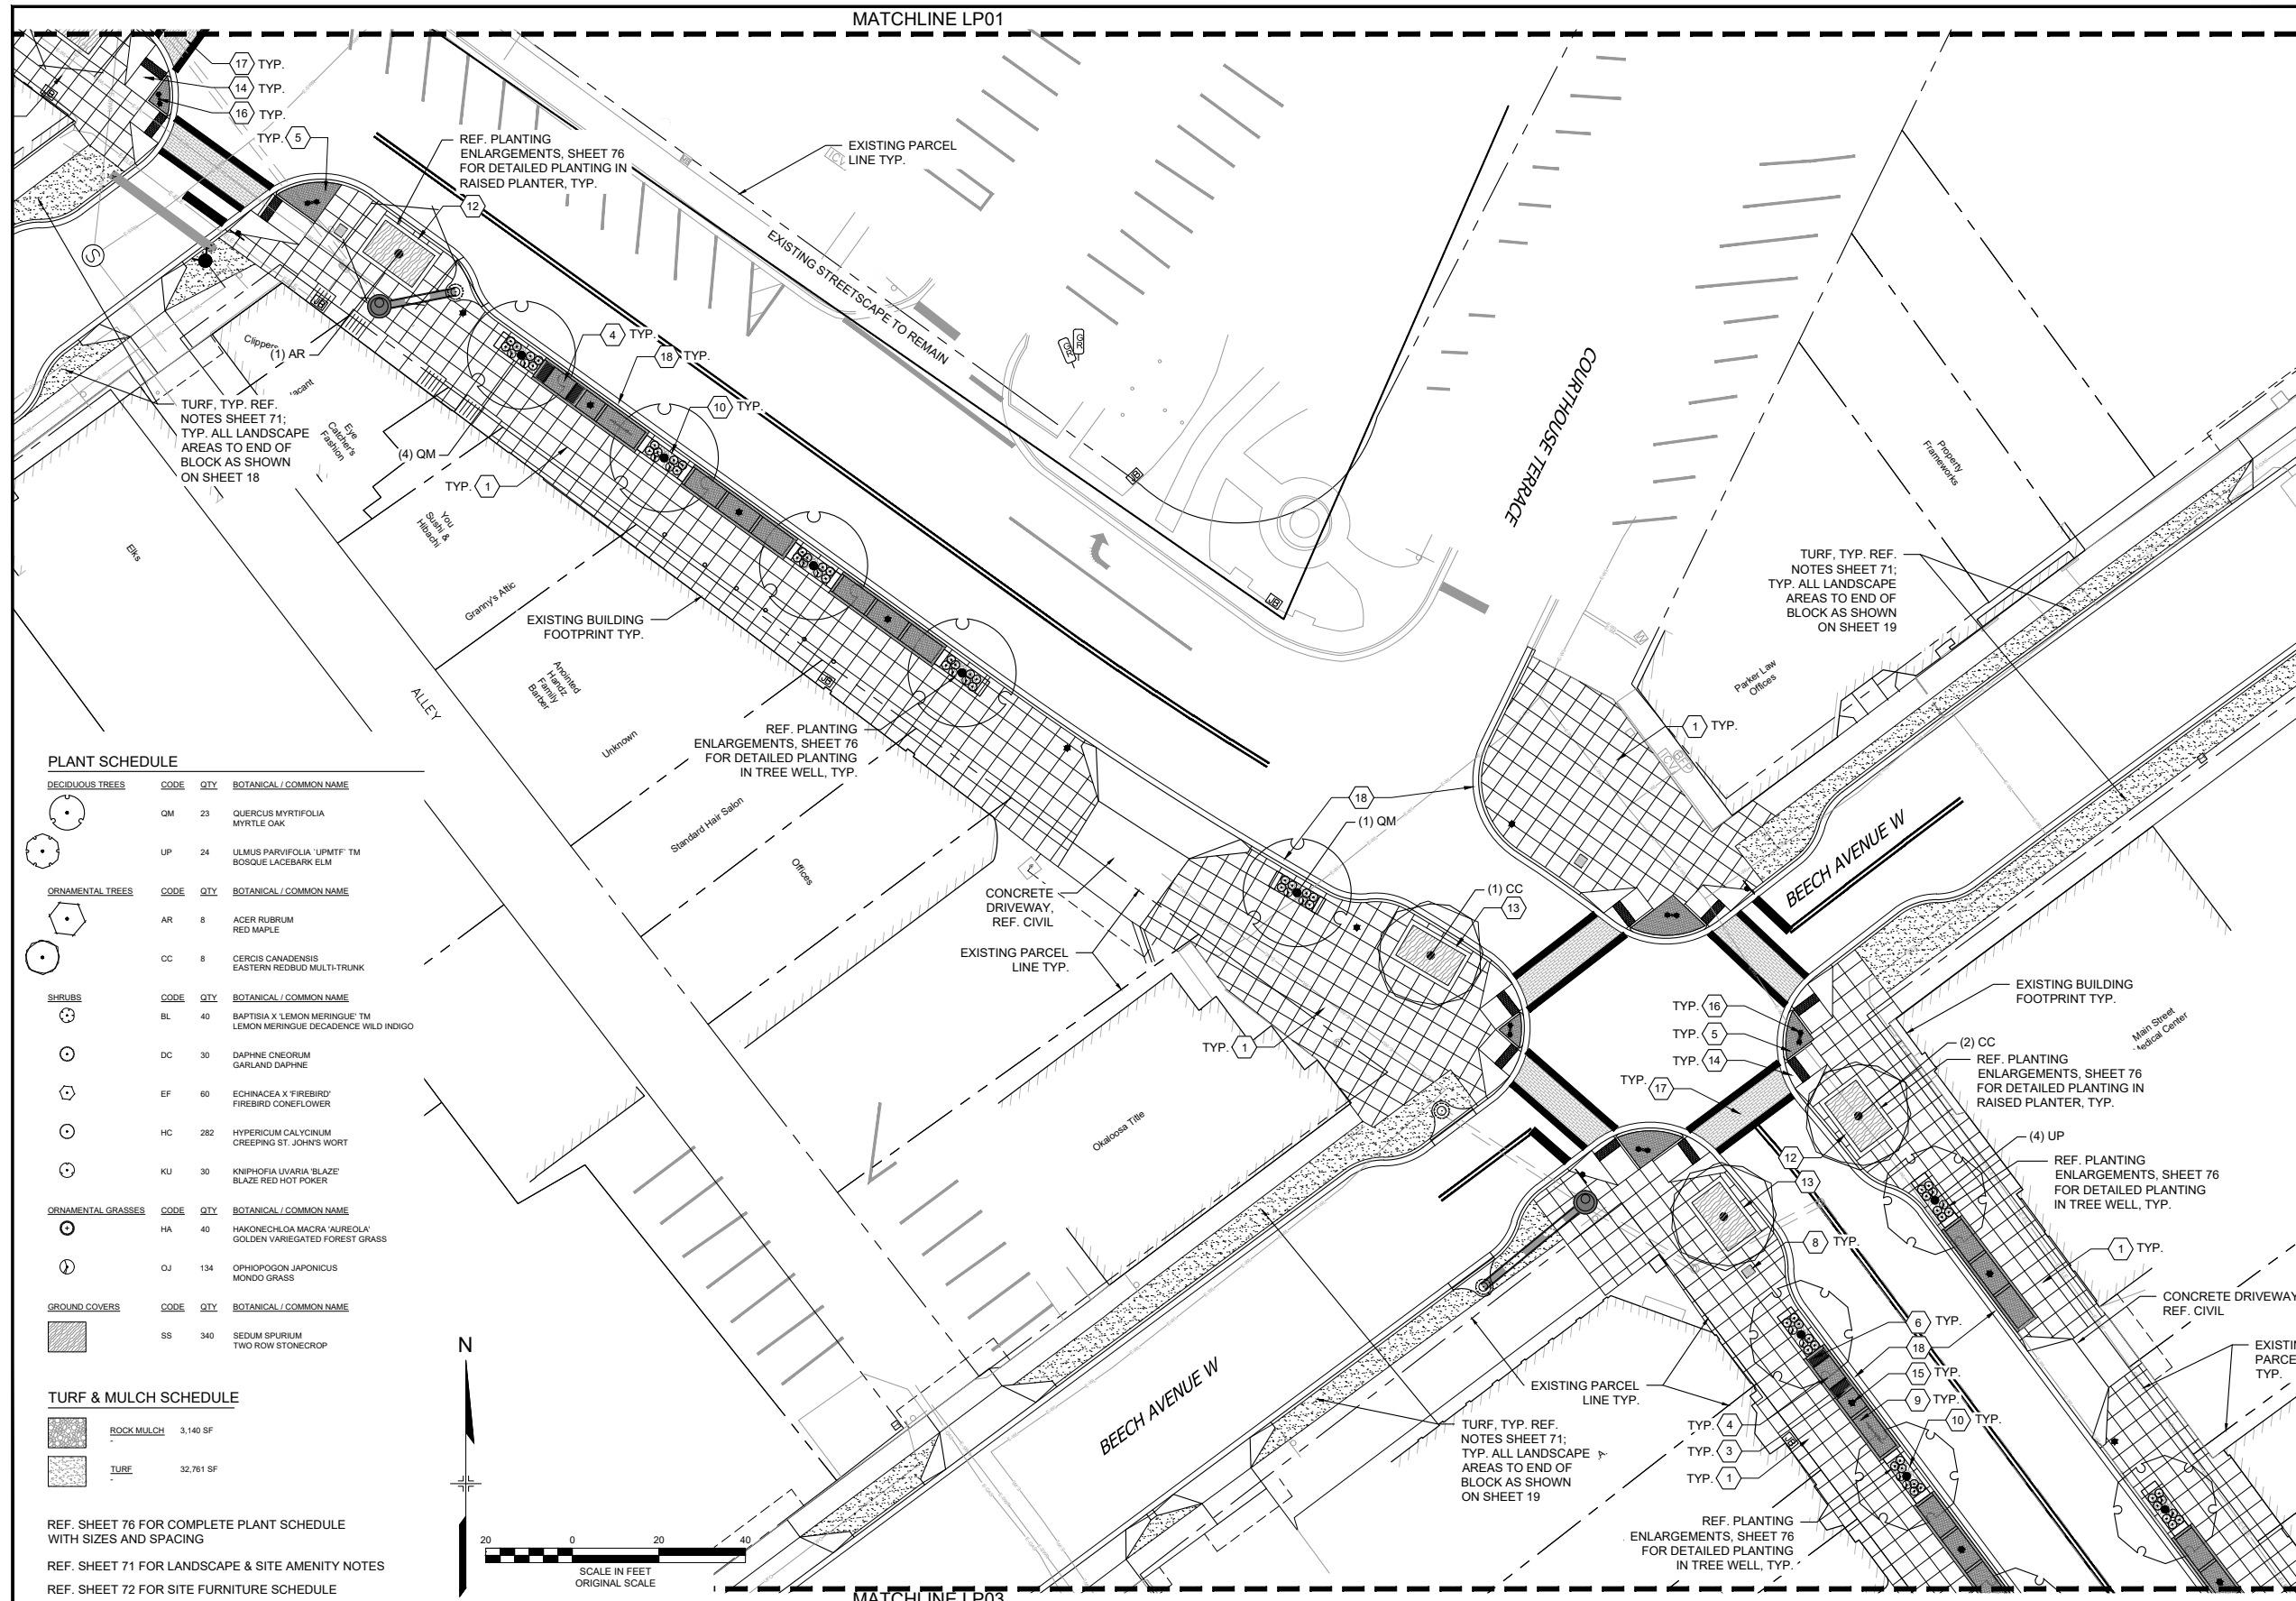 MATCHLINE LP01
17 TYP.
14 TYP.
16 TYP.
TYP. 5
REF. PLANTING
ENLARGEMENTS, SHEET 76
FOR DETAILED PLANTING IN
RAISED PLANTER, TYP.
12
EXISTING PARCEL
LINE TYP.
EXISTING STREETSCAPE TO REMAIN
S
JB
(1) AR
4 TYP.
18 TYP.
10 TYP.
(4) QM
TYP. 1
TURF, TYP. REF.
NOTES SHEET 71;
TYP. ALL LANDSCAPE
AREAS TO END OF
BLOCK AS SHOWN
ON SHEET 18
Eye
Catcher's
Fashion
You
Sushi &
Hibachi
Elks
Granny's Attic
EXISTING BUILDING
FOOTPRINT TYP.
Anointed
Handz
Family
Barber
ALLEY
Unknown
REF. PLANTING
ENLARGEMENTS, SHEET 76
FOR DETAILED PLANTING
IN TREE WELL, TYP.
Standard Hair Salon
Offices
JB
JB
JB
COURTHOUSE TERRACE
Property
Frameworks
TURF, TYP. REF.
NOTES SHEET 71;
TYP. ALL LANDSCAPE
AREAS TO END OF
BLOCK AS SHOWN
ON SHEET 19
Parker Law
Offices
1 TYP.
18
(1) QM
BEECH AVENUE W
CONCRETE
DRIVEWAY,
REF. CIVIL
(1) CC
13
EXISTING PARCEL
LINE TYP.
TYP. 1
Okaloosa Title
TYP. 16
TYP. 5
TYP. 14
TYP. 17
EXISTING BUILDING
FOOTPRINT TYP.
Main Street
Medical Center
(2) CC
REF. PLANTING
ENLARGEMENTS, SHEET 76
FOR DETAILED PLANTING IN
RAISED PLANTER, TYP.
(4) UP
12
13
REF. PLANTING
ENLARGEMENTS, SHEET 76
FOR DETAILED PLANTING
IN TREE WELL, TYP.
8 TYP.
1 TYP.
CONCRETE DRIVEWAY
REF. CIVIL
6 TYP.
18
15 TYP.
9 TYP.
10 TYP.
TYP. 4
TYP. 3
TYP. 1
EXISTING PARCEL
LINE TYP.
TYP.
BEECH AVENUE W
TURF, TYP. REF.
NOTES SHEET 71;
TYP. ALL LANDSCAPE
AREAS TO END OF
BLOCK AS SHOWN
ON SHEET 19
REF. PLANTING
ENLARGEMENTS, SHEET 76
FOR DETAILED PLANTING
IN TREE WELL, TYP.
PLANT SCHEDULE
DECIDUOUS TREES CODE QTY BOTANICAL / COMMON NAME
QM 23 QUERCUS MYRTIFOLIA
MYRTLE OAK
UP 24 ULMUS PARVIFOLIA `UPMTF` TM
BOSQUE LACEBARK ELM
ORNAMENTAL TREES CODE QTY BOTANICAL / COMMON NAME
AR 8 ACER RUBRUM
RED MAPLE
CC 8 CERCIS CANADENSIS
EASTERN REDBUD MULTI-TRUNK
SHRUBS CODE QTY BOTANICAL / COMMON NAME
BL 40 BAPTISIA X 'LEMON MERINGUE' TM
LEMON MERINGUE DECADENCE WILD INDIGO
DC 30 DAPHNE CNEORUM
GARLAND DAPHNE
EF 60 ECHINACEA X 'FIREBIRD'
FIREBIRD CONEFLOWER
HC 282 HYPERICUM CALYCINUM
CREEPING ST. JOHN'S WORT
KU 30 KNIPHOFIA UVARIA 'BLAZE'
BLAZE RED HOT POKER
ORNAMENTAL GRASSES CODE QTY BOTANICAL / COMMON NAME
HA 40 HAKONECHLOA MACRA 'AUREOLA'
GOLDEN VARIEGATED FOREST GRASS
OJ 134 OPHIOPOGON JAPONICUS
MONDO GRASS
GROUND COVERS CODE QTY BOTANICAL / COMMON NAME
SS 340 SEDUM SPURIUM
TWO ROW STONECROP
TURF & MULCH SCHEDULE
ROCK MULCH 3,140 SF
-
TURF 32,761 SF
-
REF. SHEET 76 FOR COMPLETE PLANT SCHEDULE
WITH SIZES AND SPACING
REF. SHEET 71 FOR LANDSCAPE & SITE AMENITY NOTES
REF. SHEET 72 FOR SITE FURNITURE SCHEDULE
N
20 0 20 40
SCALE IN FEET
ORIGINAL SCALE
MATCHLINE LP03